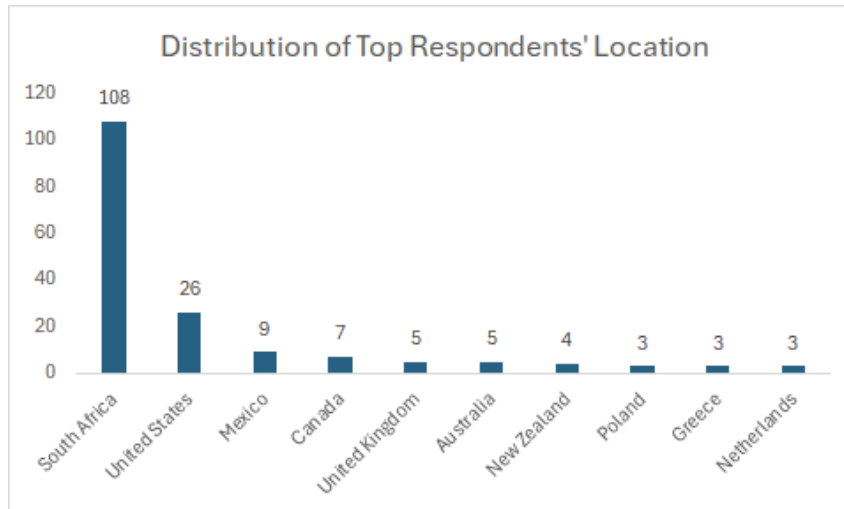 Distribution of Top Respondents' Location
120
100
80
60
40
20
0
108
26
9
7
5
5
4
3
3
3
South Africa
United States
Mexico
Canada
United Kingdom
Australia
New Zealand
Poland
Greece
Netherlands